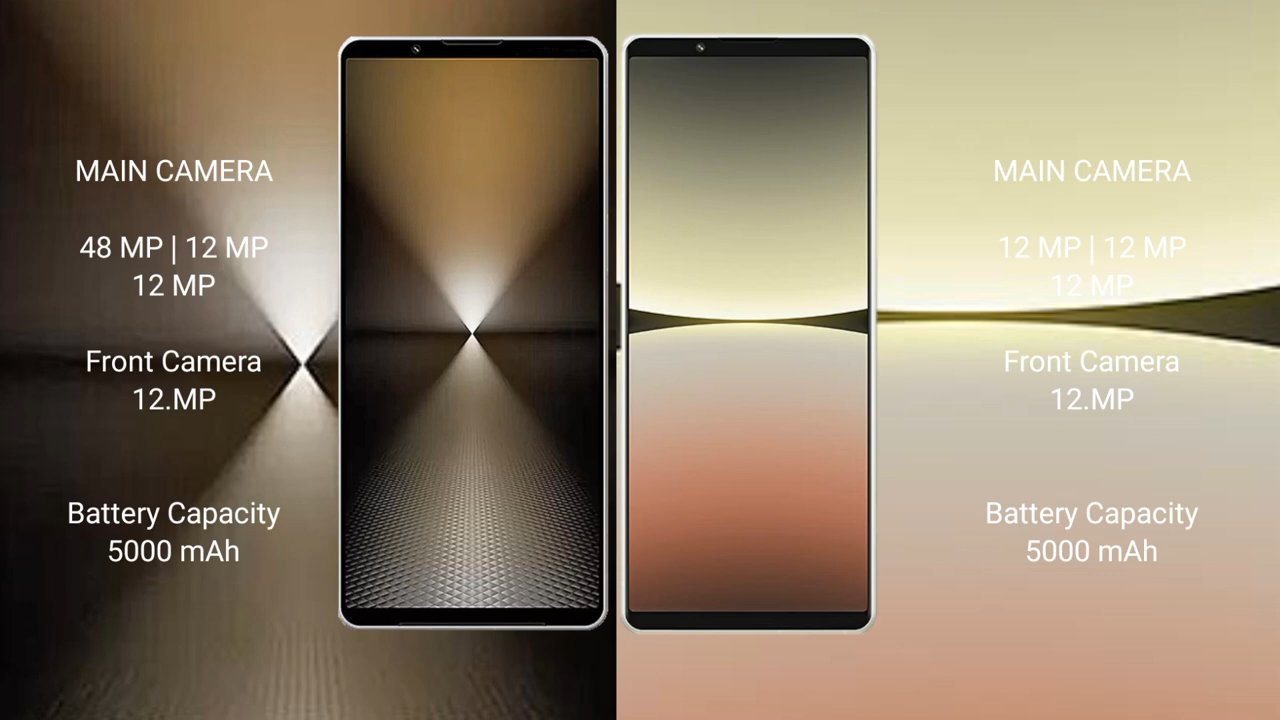 MAIN CAMERA
48 MP | 12 MP
12 MP
Front Camera
12.MP
Battery Capacity
5000 mAh
MAIN CAMERA
12 MP | 12 MP
12 MP
Front Camera
12.MP
Battery Capacity
5000 mAh